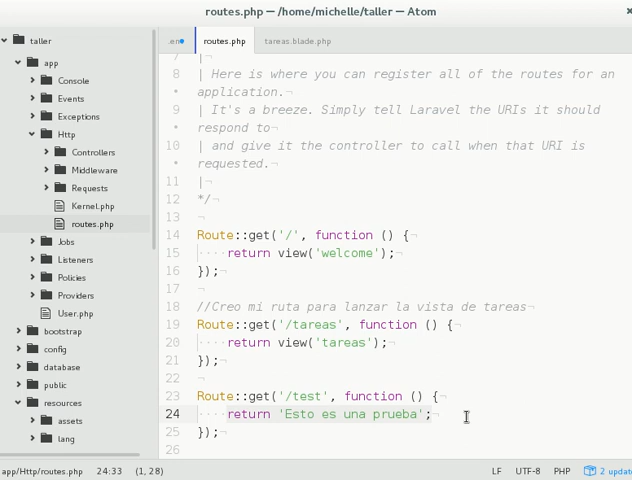 routes.php — /home/michelle/taller — Atom
taller
app
Console
Events
Exceptions
Http
Controllers
Middleware
Requests
Kernel.php
routes.php
Jobs
Listeners
Policies
Providers
User.php
bootstrap
config
database
public
resources
assets
lang
.en
routes.php
tareas.blade.php
7 |
8 | Here is where you can register all of the routes for an
application.
9 | It's a breeze. Simply tell Laravel the URIs it should
respond to
10 | and give it the controller to call when that URI is
requested.
11 |
12 */
13
14 Route::get('/', function () {
15 return view('welcome');
16 });
17
18 //Creo mi ruta para lanzar la vista de tareas
19 Route::get('/tareas', function () {
20 return view('tareas');
21 });
22
23 Route::get('/test', function () {
24 return 'Esto es una prueba';
25 });
26
app/Http/routes.php 24:33 (1, 28) LF UTF-8 PHP 2 updat